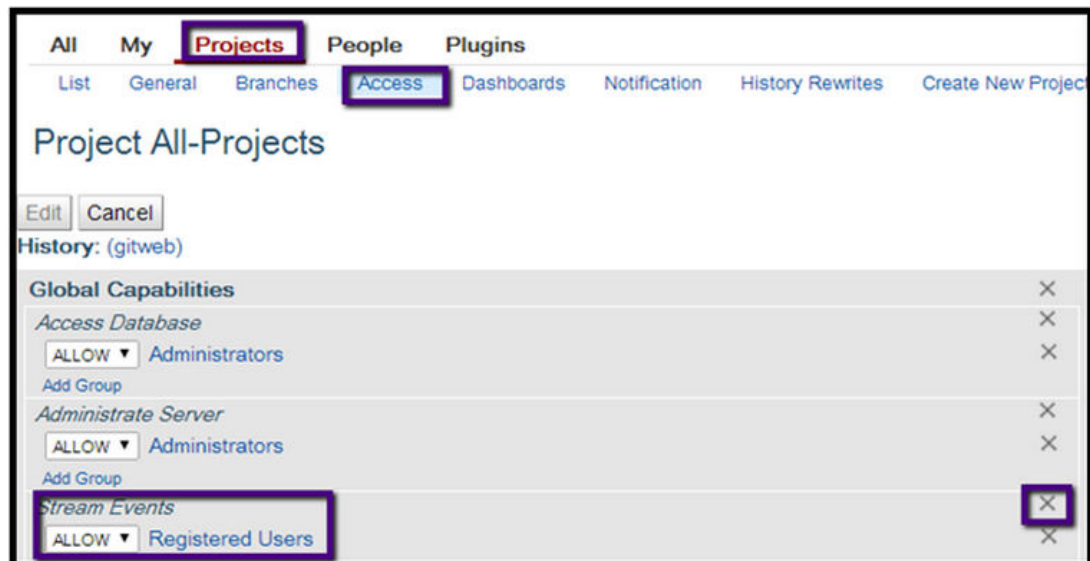 All My Projects People Plugins
List General Branches Access Dashboards Notification History Rewrites Create New Projec
Project All-Projects
Edit Cancel
History: (gitweb)
Global Capabilities
Access Database
ALLOW ▼ Administrators
Add Group
Administrate Server
ALLOW ▼ Administrators
Add Group
Stream Events
ALLOW ▼ Registered Users